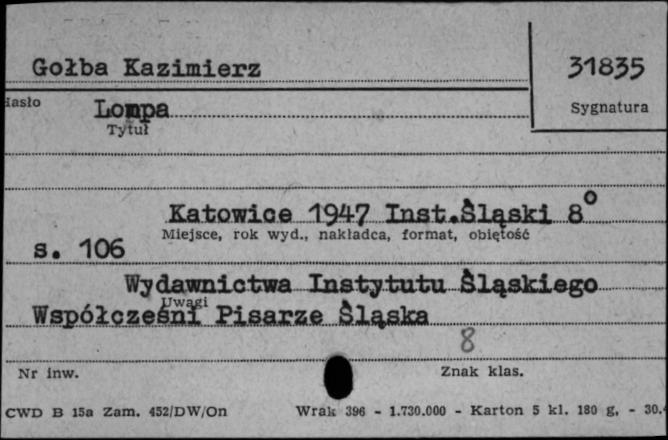 Gołba Kazimierz
31835
Hasło
Lompa
Sygnatura
Tytuł
Katowice 1947 Inst.Śląski 8°
Miejsce, rok wyd., nakładca, format, objętość
s. 106
Wydawnictwa Instytutu Śląskiego
Uwagi
Współcześni Pisarze Śląska
8
Nr inw.
Znak klas.
CWD B 15a Zam. 452/DW/On Wrak 396 - 1.730.000 - Karton 5 kl. 180 g, - 30.